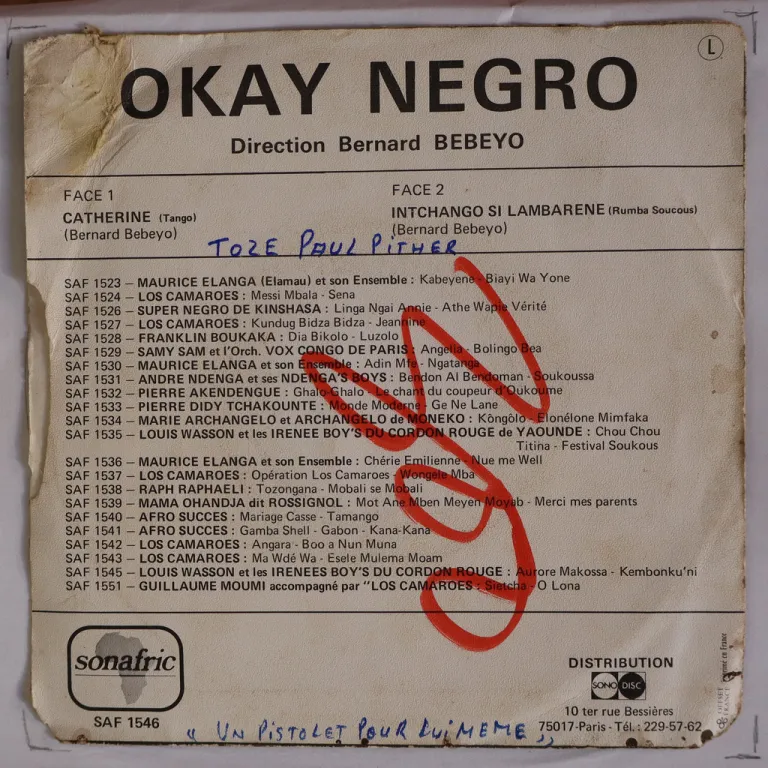 L
OKAY NEGRO
Direction Bernard BEBEYO
FACE 1
CATHERINE (Tango)
(Bernard Bebeyo)
FACE 2
INTCHANGO SI LAMBARENE (Rumba Soucous)
(Bernard Bebeyo)
TOZE PAUL PITHER
SAF 1523 – MAURICE ELANGA (Elamau) et son Ensemble : Kabeyene - Biayi Wa Yone
SAF 1524 – LOS CAMAROES : Messi Mbala - Sena
SAF 1526 – SUPER NEGRO DE KINSHASA : Linga Ngai Annie - Athe Wapie Vérité
SAF 1527 – LOS CAMAROES : Kundug Bidza Bidza - Jeannine
SAF 1528 – FRANKLIN BOUKAKA : Dia Bikolo - Luzolo
SAF 1529 – SAMY SAM et l'Orch. VOX CONGO DE PARIS : Angelia - Bolingo Bea
SAF 1530 – MAURICE ELANGA et son Ensemble : Adin Mfe - Ngatanga
SAF 1531 – ANDRE NDENGA et ses NDENGA'S BOYS : Bendon Al Bendoman - Soukoussa
SAF 1532 – PIERRE AKENDENGUE : Ghalo Ghalo - Le chant du coupeur d'Oukoume
SAF 1533 – PIERRE DIDY TCHAKOUNTE : Monde Moderne - Ge Ne Lane
SAF 1534 – MARIE ARCHANGELO et ARCHANGELO de MONEKO : Kòngòlo - Elonélone Mimfaka
SAF 1535 – LOUIS WASSON et les IRENEE BOY'S DU CORDON ROUGE de YAOUNDE : Chou Chou
Titina - Festival Soukous
SAF 1536 – MAURICE ELANGA et son Ensemble : Chérie Emilienne - Nue me Well
SAF 1537 – LOS CAMAROES : Opération Los Camaroes - Wongele Mba
SAF 1538 – RAPH RAPHAELI : Tozongana - Mobali se Mobali
SAF 1539 – MAMA OHANDJA dit ROSSIGNOL : Mot Ane Mben Meyen Moyab - Merci mes parents
SAF 1540 – AFRO SUCCES : Mariage Casse - Tamango
SAF 1541 – AFRO SUCCES : Gamba Shell - Gabon - Kana-Kana
SAF 1542 – LOS CAMAROES : Angara - Boo a Nun Muna
SAF 1543 – LOS CAMAROES : Ma Wdé Wa - Esele Mulema Moam
SAF 1545 – LOUIS WASSON et les IRENEES BOY'S DU CORDON ROUGE : Aurore Makossa - Kembonku'ni
SAF 1551 – GUILLAUME MOUMI accompagné par "LOS CAMAROES : Sietcha - O Lona
sonafric
SAF 1546
DISTRIBUTION
SONO DISC
10 ter rue Bessières
75017-Paris - Tél. : 229-57-62
" UN PISTOLET POUR LUI MEME "